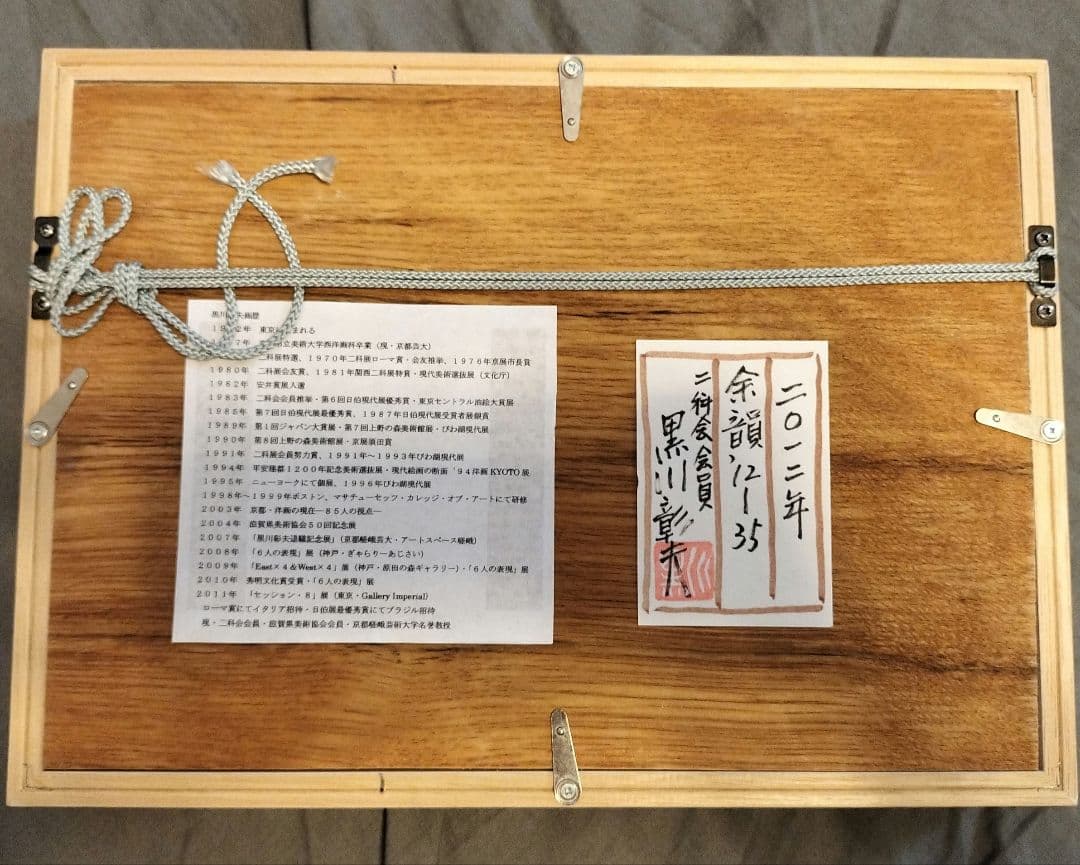 黒川 夫画歴
東京 まれる
立美術大学西洋画科卒業(現・京都芸大)
二科展特選、1970年二科展ローマ賞・会友推挙、1976年京展市長賞
1980年 二科展会友賞、1981年関西二科展特賞・現代美術選抜展(文化庁)
1982年 安井賞展入選
1983年 二科会会員推挙・第6回日伯現代展優秀賞・東京セントラル油絵大賞展
1985年 第7回日伯現代展最優秀賞、1987年日伯現代展受賞者展銀賞
1989年 第1回ジャパン大賞展・第7回上野の森美術館展・びわ湖現代展
1990年 第8回上野の森美術館展・京展須田賞
1991年 二科展会員努力賞、1991年~1993年びわ湖現代展
1994年 平安建都1200年記念美術選抜展・現代絵画の断面 '94洋画KYOTO展
1995年 ニューヨークにて個展、1996年びわ湖現代展
1998年~1999年ボストン、マサチューセッツ・カレッジ・オブ・アートにて研修
2003年 京都・洋画の現在-85人の視点-
2004年 滋賀県美術協会50回記念展
2007年 「黒川彰夫退職記念展」(京都嵯峨芸大・アートスペース嵯峨)
2008年 「6人の表現」展(神戸・ぎゃらりーあじさい)
2009年 「East×4&West×4」展(神戸・原田の森ギャラリー)・「6人の表現」展
2010年 秀明文化賞受賞・「6人の表現」展
2011年 「セッション・8」展(東京・Gallery Imperial)
ローマ賞にてイタリア招待・日伯展最優秀賞にてブラジル招待
現・二科会会員・滋賀県美術協会会員・京都嵯峨芸術大学名誉教授
二〇一二年
余韻'12-35
二科会会員
黒川彰夫